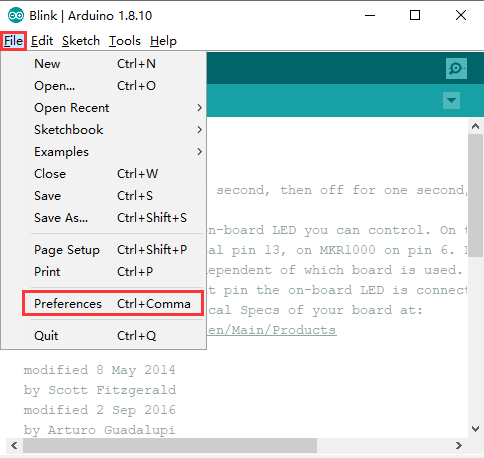 Blink | Arduino 1.8.10
File Edit Sketch Tools Help
New Ctrl+N
Open... Ctrl+O
Open Recent
Sketchbook
Examples
Close Ctrl+W
Save Ctrl+S
Save As... Ctrl+Shift+S
Page Setup Ctrl+Shift+P
Print Ctrl+P
Preferences Ctrl+Comma
Quit Ctrl+Q
second, then off for one second,
n-board LED you can control. On t
al pin 13, on MKR1000 on pin 6.
dependent of which board is used.
t pin the on-board LED is connect
cal Specs of your board at:
en/Main/Products
modified 8 May 2014
by Scott Fitzgerald
modified 2 Sep 2016
by Arturo Guadalupi